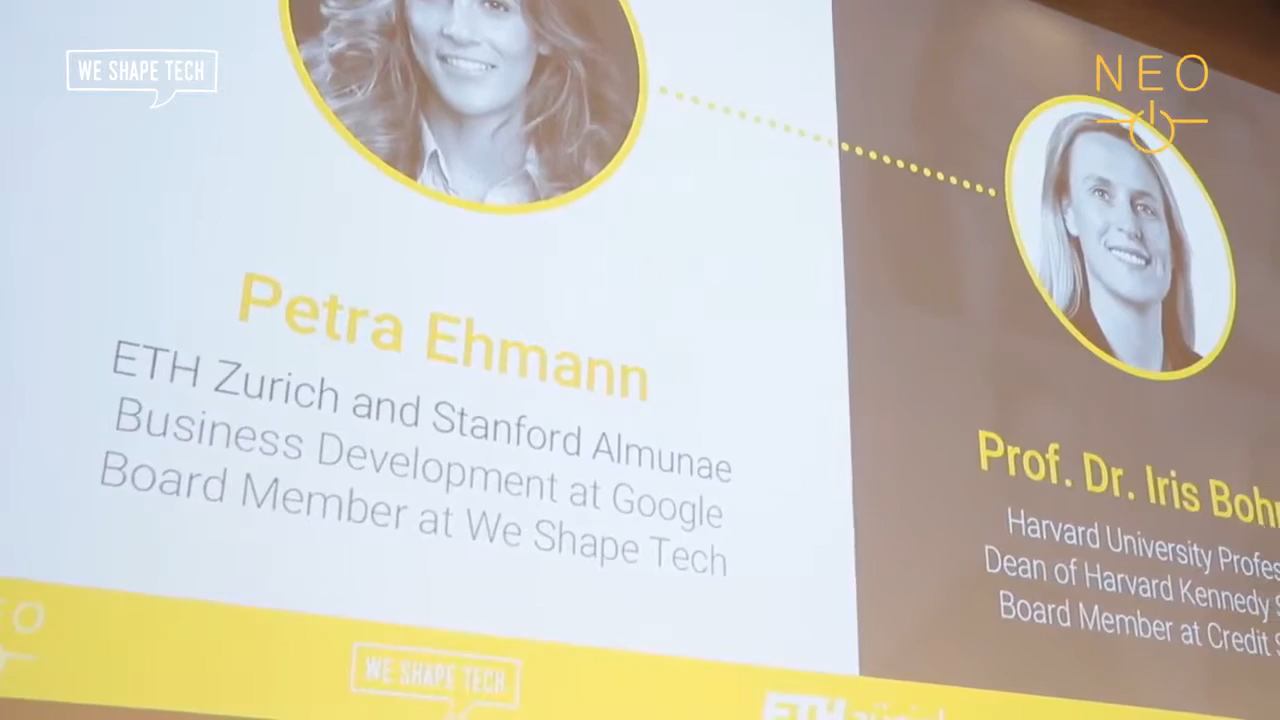 WE SHAPE TECH
NEO
Petra Ehmann
ETH Zurich and Stanford Almunae
Business Development at Google
Board Member at We Shape Tech
Prof. Dr. Iris
Harvard University
Dean of Harvard Kennedy
Board Member at Credit
WE SHAPE TECH
ETH